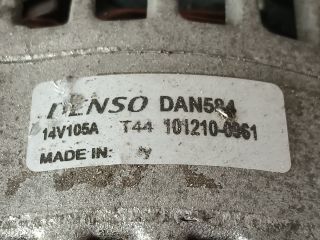 DENSO DAN584
14V105A T44 101210-0961
MADE IN: